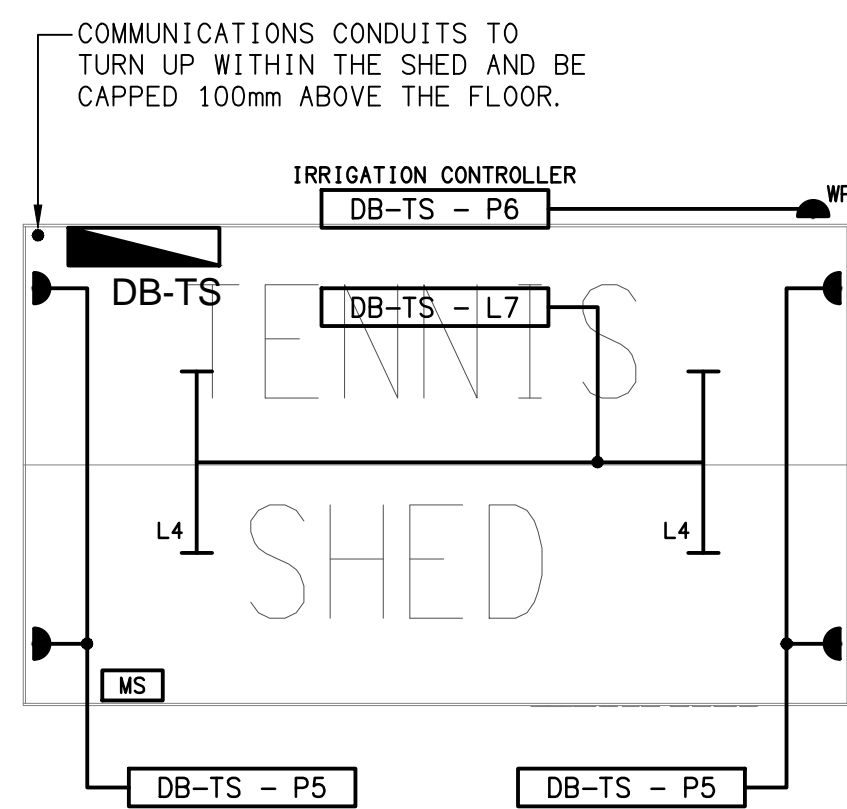 COMMUNICATIONS CONDUITS TO
TURN UP WITHIN THE SHED AND BE
CAPPED 100mm ABOVE THE FLOOR.
IRRIGATION CONTROLLER
DB-TS - P6
DB-TS
DB-TS - L7
TENNIS
L4
L4
SHED
MS
DB-TS - P5
DB-TS - P5